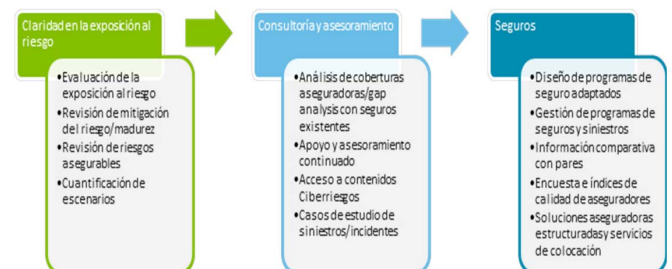 Claridad en la exposición al
riesgo
•Evaluación de la
exposición al riesgo
•Revisión de mitigación
del riesgo/madurez
•Revisión de riesgos
asegurables
•Cuantificación de
escenarios
Consultoría y asesoramiento
•Análisis de coberturas
aseguradoras/gap
analysis con seguros
existentes
•Apoyo y asesoramiento
continuado
•Acceso a contenidos
Ciberriesgos
•Casos de estudio de
siniestros/incidentes
Seguros
•Diseño de programas de
seguro adaptados
•Gestión de programas de
seguros y siniestros
•Información comparativa
con pares
•Encuesta e índices de
calidad de aseguradores
•Soluciones aseguradoras
estructuradas y servicios
de colocación